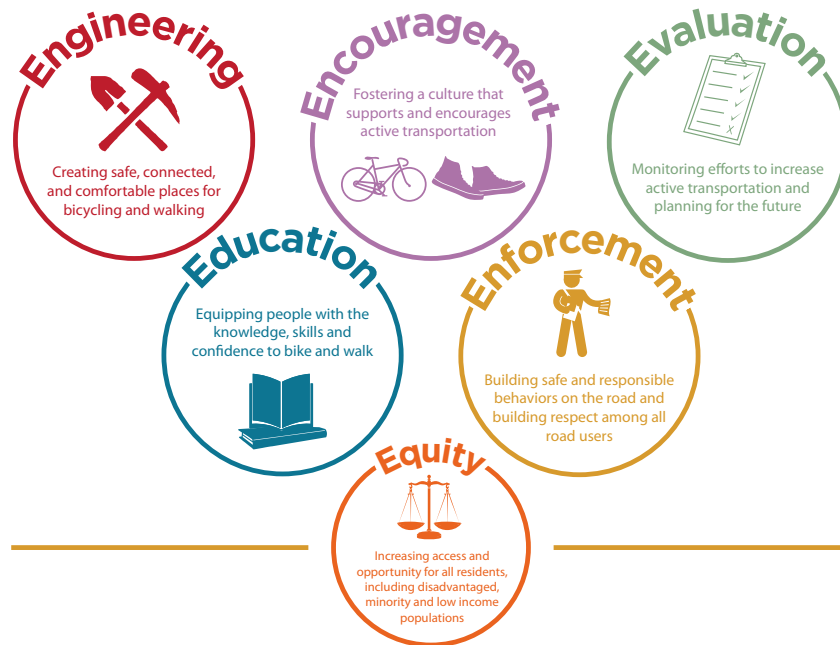 Engineering
Creating safe, connected,
and comfortable places for
bicycling and walking
Encouragement
Fostering a culture that
supports and encourages
active transportation
Evaluation
Monitoring efforts to increase
active transportation and
planning for the future
Education
Equipping people with the
knowledge, skills and
confidence to bike and walk
Enforcement
Building safe and responsible
behaviors on the road and
building respect among all
road users
Equity
Increasing access and
opportunity for all residents,
including disadvantaged,
minority and low income
populations